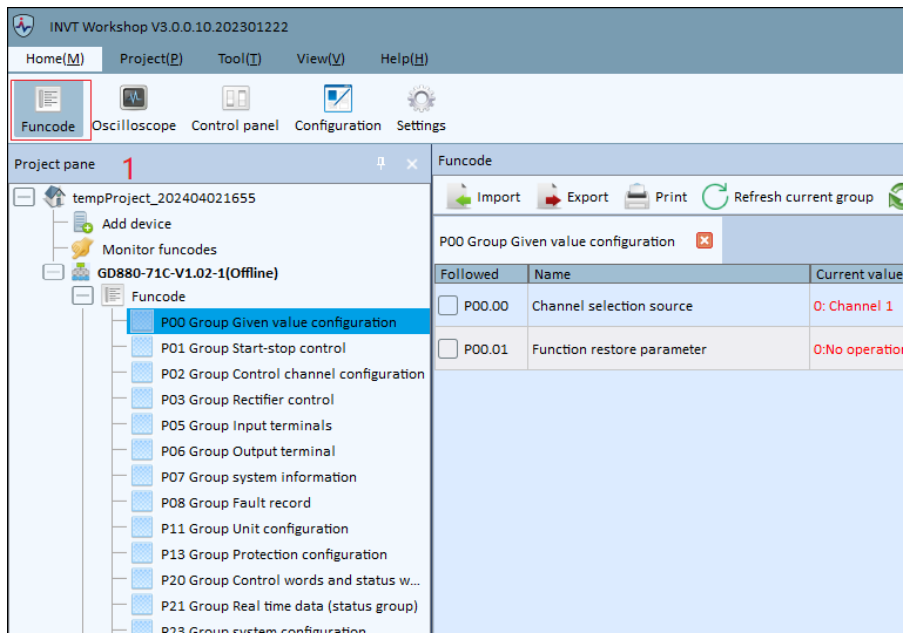 INVT Workshop V3.0.0.10.202301222
Home(M) Project(P) Tool(T) View(V) Help(H)
Funcode Oscilloscope Control panel Configuration Settings
Project pane 1
tempProject_202404021655
Add device
Monitor funcodes
GD880-71C-V1.02-1(Offline)
Funcode
P00 Group Given value configuration
P01 Group Start-stop control
P02 Group Control channel configuration
P03 Group Rectifier control
P05 Group Input terminals
P06 Group Output terminal
P07 Group system information
P08 Group Fault record
P11 Group Unit configuration
P13 Group Protection configuration
P20 Group Control words and status w...
P21 Group Real time data (status group)
P23 Group system configuration
Funcode
Import Export Print Refresh current group
P00 Group Given value configuration
Followed Name Current value
P00.00 Channel selection source 0: Channel 1
P00.01 Function restore parameter 0:No operation